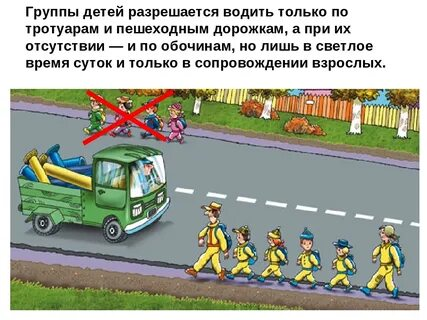 Группы детей разрешается водить только по
тротуарам и пешеходным дорожкам, а при их
отсутствии — и по обочинам, но лишь в светлое
время суток и только в сопровождении взрослых.